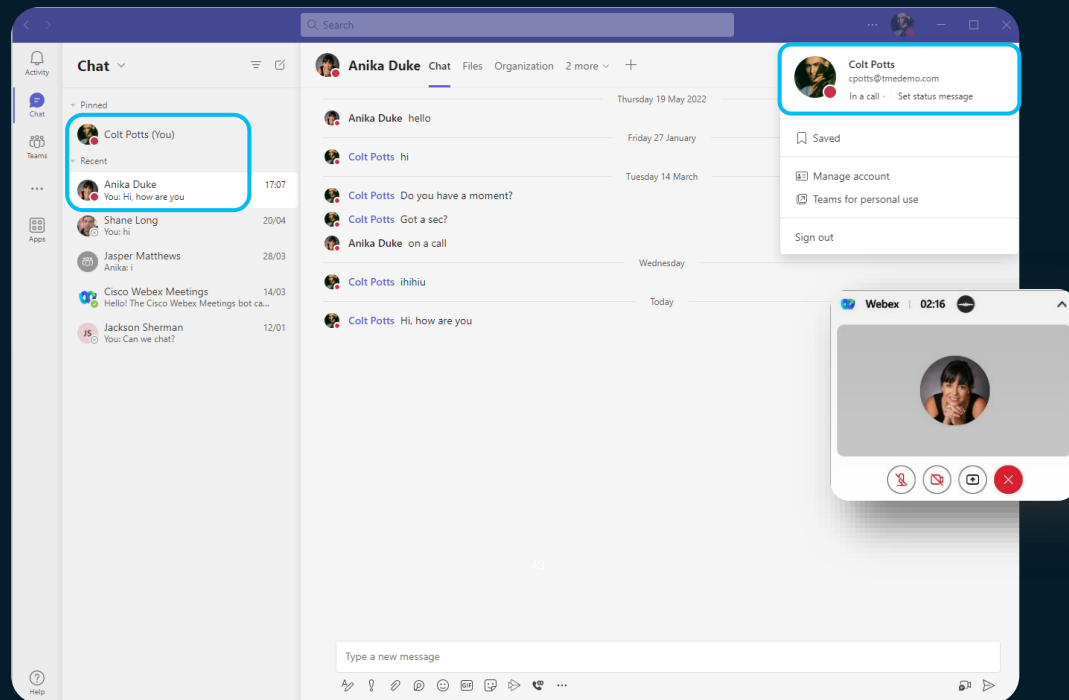 Search
Activity
Chat
Teams
Apps
Help
Chat
Pinned
Colt Potts (You)
Recent
Anika Duke 17:07
You: Hi, how are you
Shane Long 20/04
You: hi
Jasper Matthews 28/03
Anika: i
Cisco Webex Meetings 14/03
Hello! The Cisco Webex Meetings bot ca...
JS
Jackson Sherman 12/01
You: Can we chat?
Anika Duke Chat Files Organization 2 more
Thursday 19 May 2022
Anika Duke hello
Friday 27 January
Colt Potts hi
Tuesday 14 March
Colt Potts Do you have a moment?
Colt Potts Got a sec?
Anika Duke on a call
Wednesday
Colt Potts ihihiu
Today
Colt Potts Hi, how are you
43
Type a new message
GIF
Colt Potts
cpotts@tmedemo.com
In a call Set status message
Saved
Manage account
Teams for personal use
Sign out
Webex 02:16